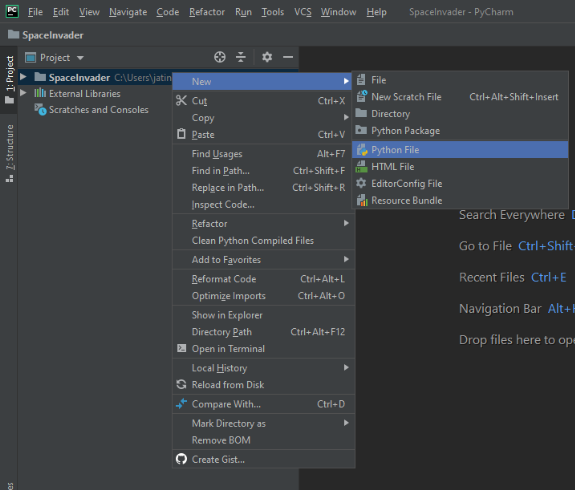 PC
File Edit View Navigate Code Refactor Run Tools VCS Window Help SpaceInvader - PyCharm
SpaceInvader
1: Project
Z: Structure
Project
SpaceInvader C:\Users\jatin
External Libraries
Scratches and Consoles
New
Cut Ctrl+X
Copy
Paste Ctrl+V
Find Usages Alt+F7
Find in Path... Ctrl+Shift+F
Replace in Path... Ctrl+Shift+R
Inspect Code...
Refactor
Clean Python Compiled Files
Add to Favorites
Reformat Code Ctrl+Alt+L
Optimize Imports Ctrl+Alt+O
Show in Explorer
Directory Path Ctrl+Alt+F12
Open in Terminal
Local History
Reload from Disk
Compare With... Ctrl+D
Mark Directory as
Remove BOM
Create Gist...
File
New Scratch File Ctrl+Alt+Shift+Insert
Directory
Python Package
Python File
HTML File
EditorConfig File
Resource Bundle
Search Everywhere
Go to File Ctrl+Shift+
Recent Files Ctrl+E
Navigation Bar Alt+
Drop files here to ope